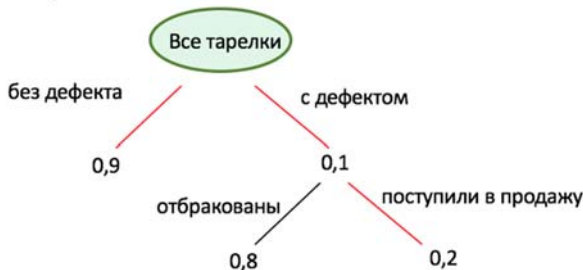 Все тарелки
без дефекта
с дефектом
0,9
0,1
отбракованы
поступили в продажу
0,8
0,2